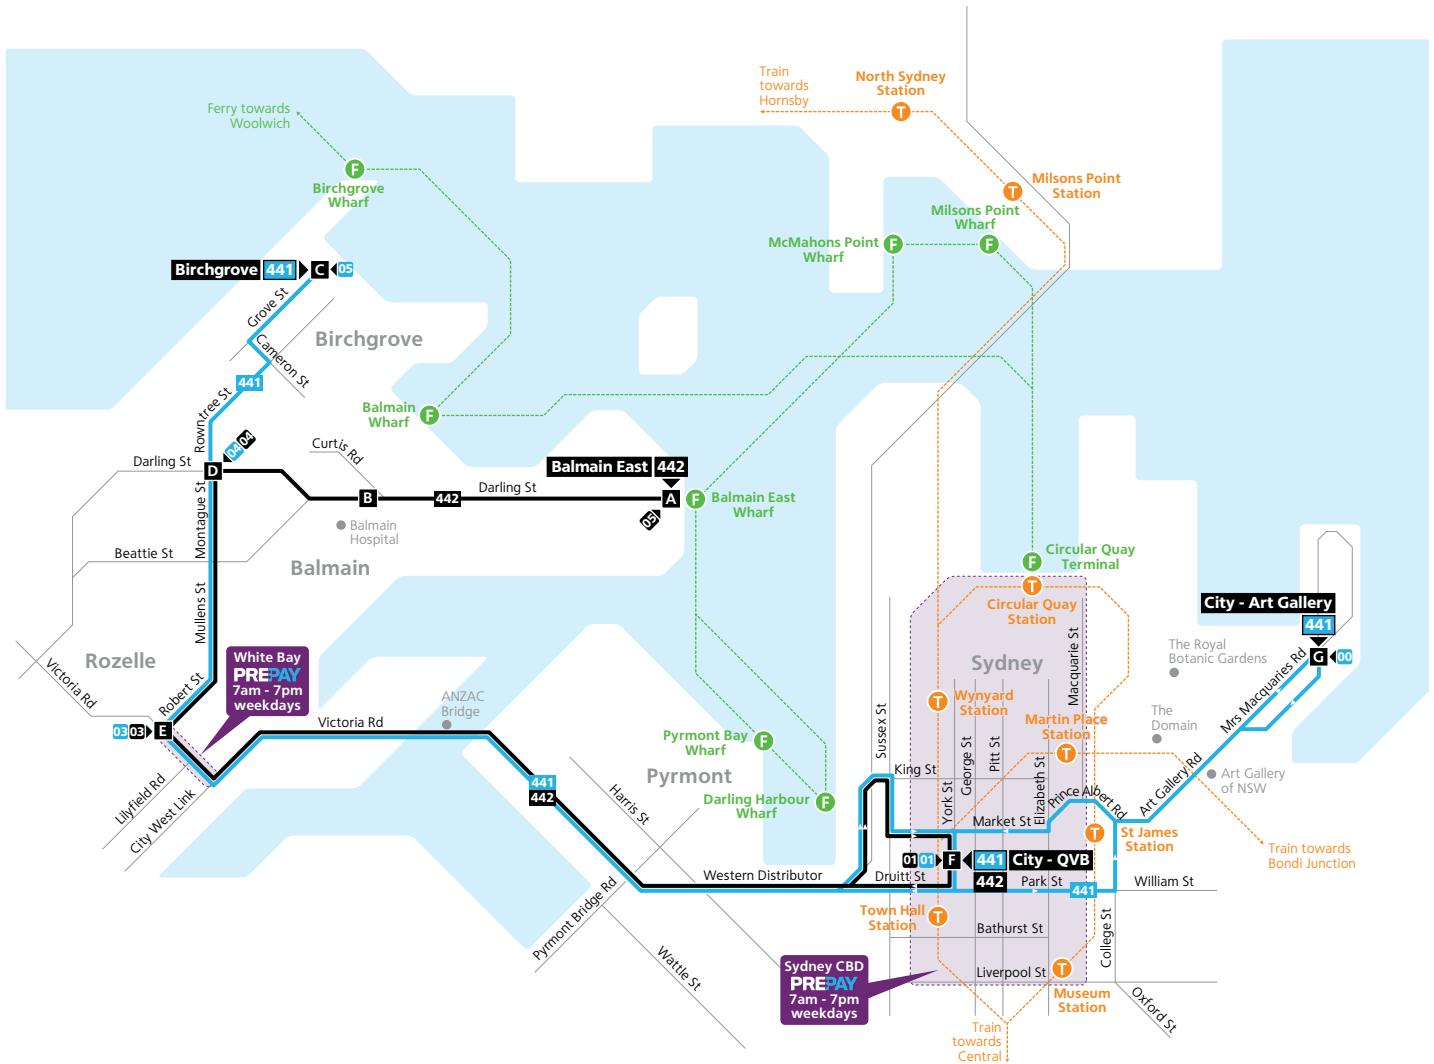 Train
towards
Hornsby
North Sydney
Station
T
Ferry towards
Woolwich
F
Birchgrove
Wharf
T
Milsons Point
Station
Milsons Point
Wharf
F
McMahons Point
Wharf
F
Birchgrove 441
C
05
Grove St
Cameron St
Birchgrove
441
Rowntree St
Balmain
Wharf
F
04
04
Curtis Rd
Darling St
D
Balmain East 442
B
442
Darling St
A
F
Balmain East
Wharf
05
Balmain
Hospital
Montague St
Beattie St
Balmain
Circular Quay
Terminal
F
T
Circular Quay
Station
Mullens St
City - Art Gallery
441
G
00
Rozelle
White Bay
PREPAY
7am - 7pm
weekdays
Sydney
Macquarie St
The Royal
Botanic Gardens
Victoria Rd
Robert St
ANZAC
Bridge
T
Wynyard
Station
Mrs Macquaries Rd
The
Domain
03
03
E
Victoria Rd
Sussex St
Martin Place
Station
T
Pyrmont Bay
Wharf
F
George St
Pitt St
Pyrmont
King St
Elizabeth St
York St
Art Gallery Rd
Art Gallery
of NSW
Lilyfield Rd
City West Link
441
442
Harris St
Darling Harbour
Wharf
F
Prince Albert Rd
Market St
T
St James
Station
Train towards
Bondi Junction
01
01
F
441
City - QVB
442
Western Distributor
Druitt St
Park St
441
William St
Pyrmont Bridge Rd
Town Hall
Station
T
Bathurst St
College St
Wattle St
Sydney CBD
PREPAY
7am - 7pm
weekdays
Liverpool St
T
Museum
Station
Oxford St
Train
towards
Central